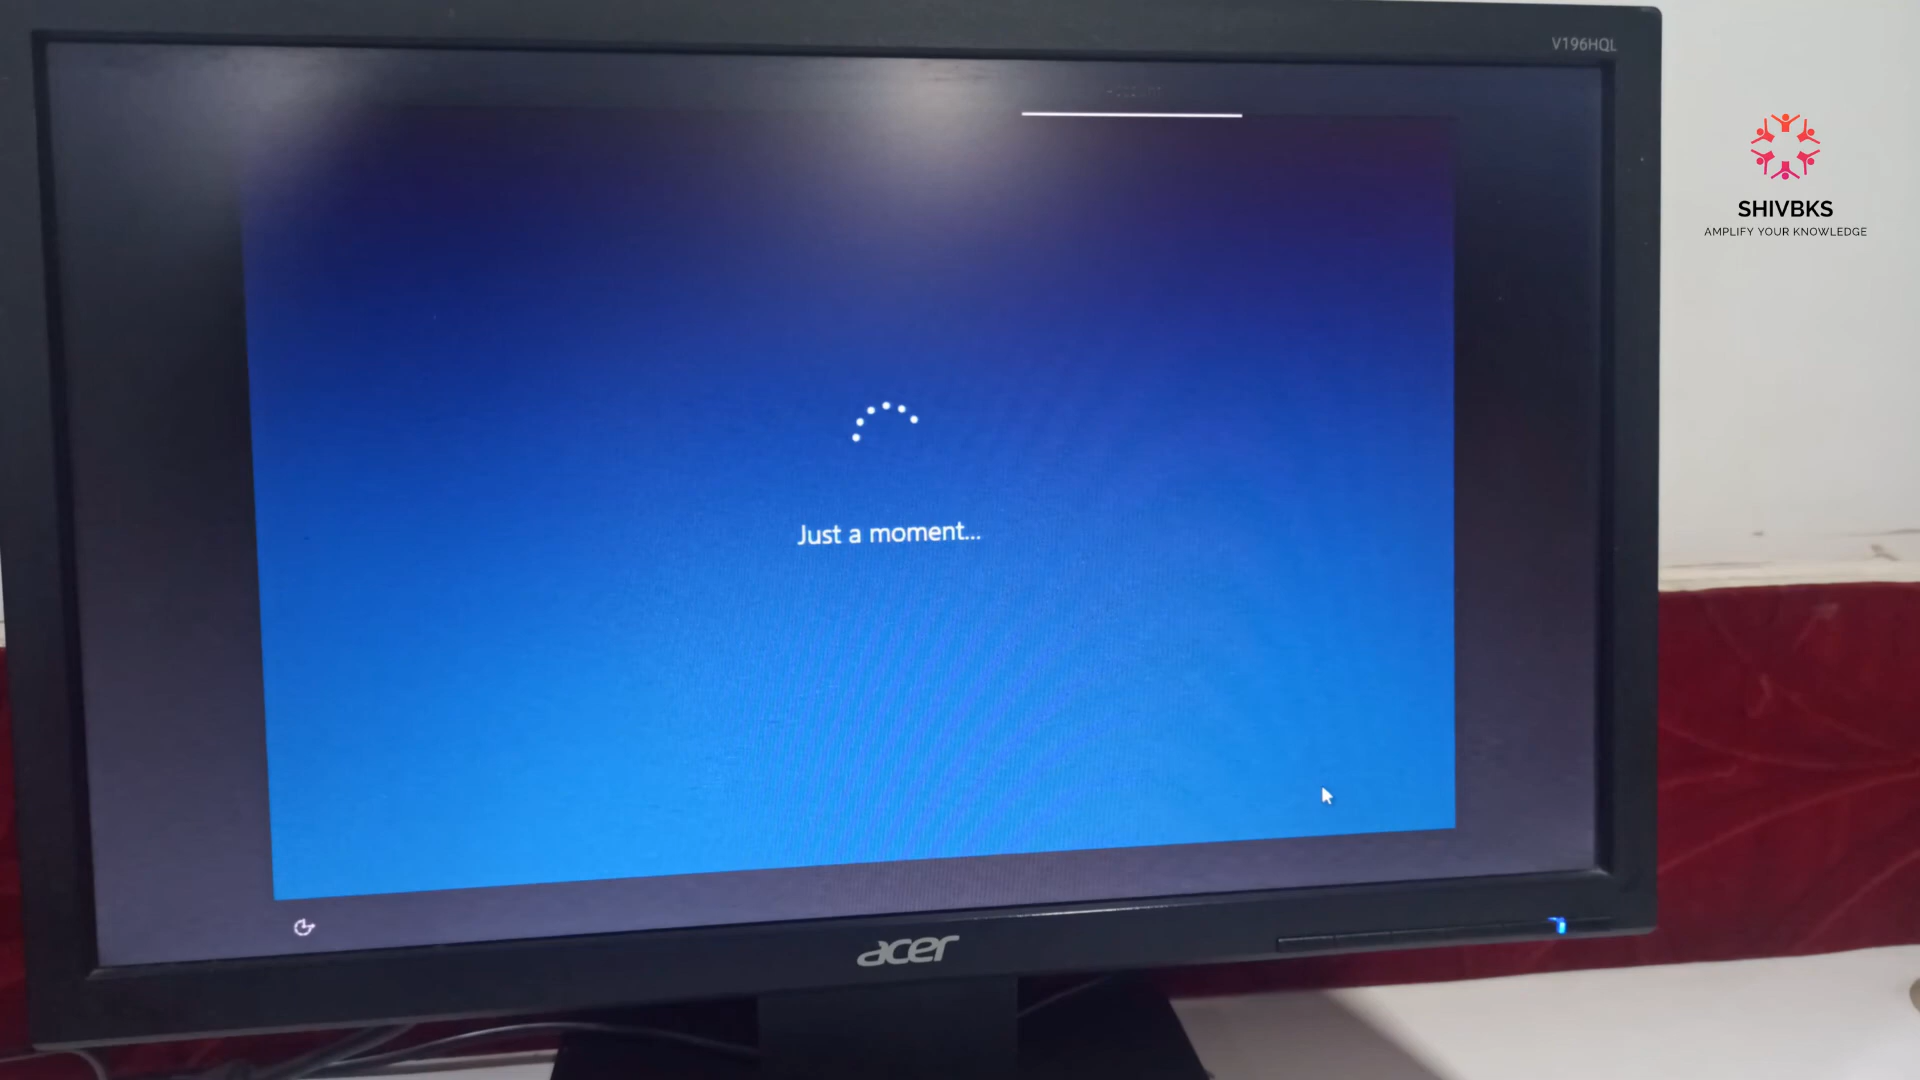 V196HQL
SHIVBKS
AMPLIFY YOUR KNOWLEDGE
Just a moment...
acer